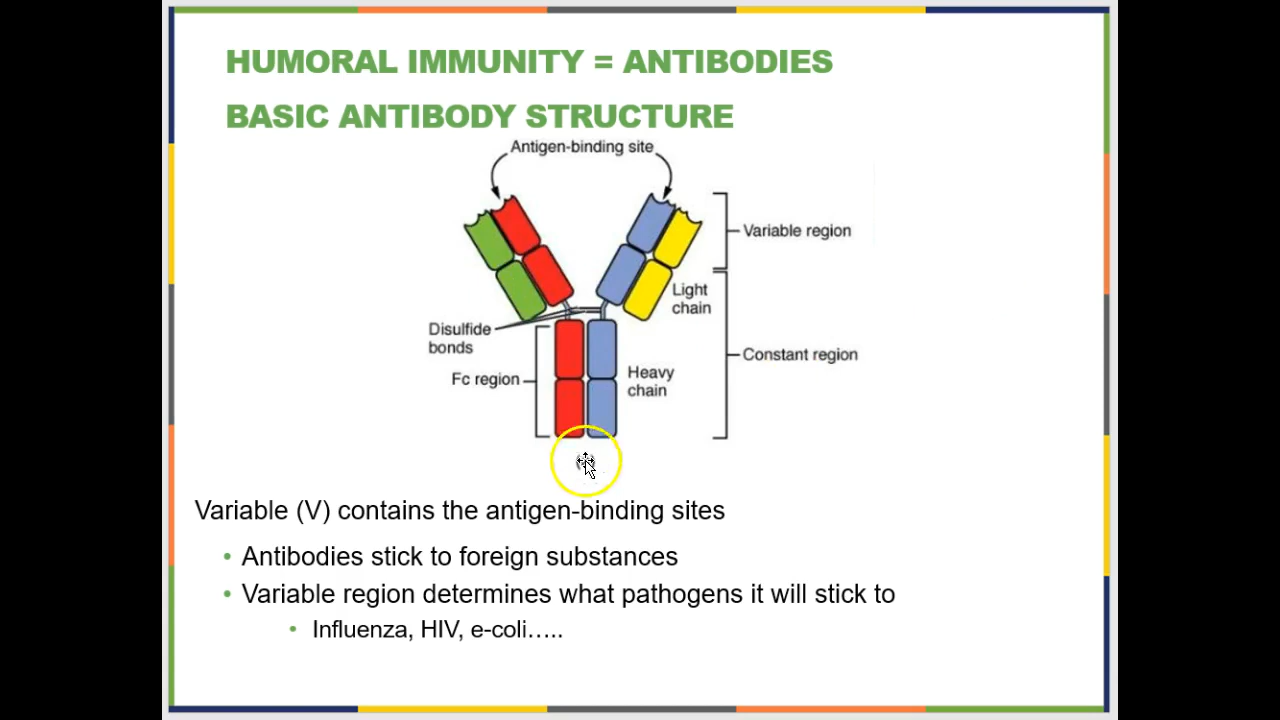 HUMORAL IMMUNITY = ANTIBODIES
BASIC ANTIBODY STRUCTURE
Antigen-binding site
Variable region
Light
chain
Disulfide
bonds
Constant region
Fc region
Heavy
chain
Variable (V) contains the antigen-binding sites
• Antibodies stick to foreign substances
• Variable region determines what pathogens it will stick to
• Influenza, HIV, e-coli…..